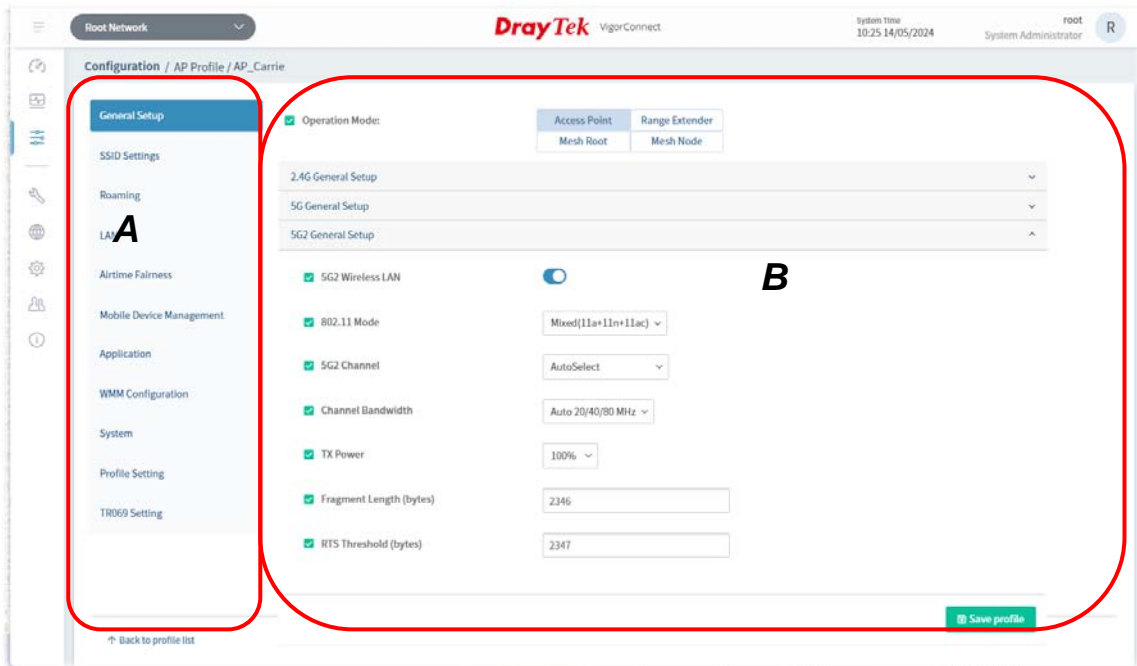 Root Network
DrayTek VigorConnect
System Time
10:25 14/05/2024
root
System Administrator
R
Configuration / AP Profile / AP_Carrie
General Setup
SSID Settings
Roaming
LAN
A
Airtime Fairness
Mobile Device Management
Application
WMM Configuration
System
Profile Setting
TR069 Setting
↑ Back to profile list
Operation Mode:
Access Point Range Extender
Mesh Root Mesh Node
2.4G General Setup
5G General Setup
5G2 General Setup
B
5G2 Wireless LAN
802.11 Mode Mixed(11a+11n+11ac)
5G2 Channel AutoSelect
Channel Bandwidth Auto 20/40/80 MHz
TX Power 100%
Fragment Length (bytes) 2346
RTS Threshold (bytes) 2347
Save profile